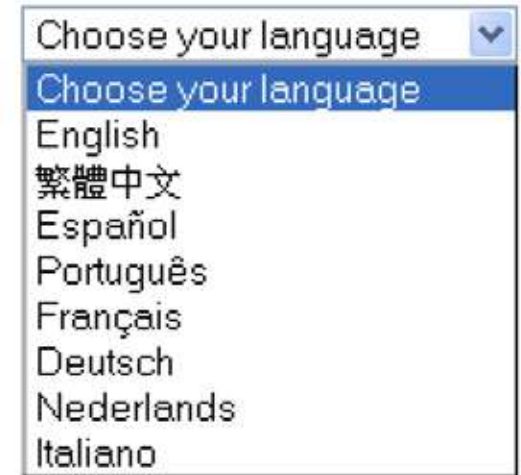 Choose your language
Choose your language
English
繁體中文
Español
Português
Français
Deutsch
Nederlands
Italiano